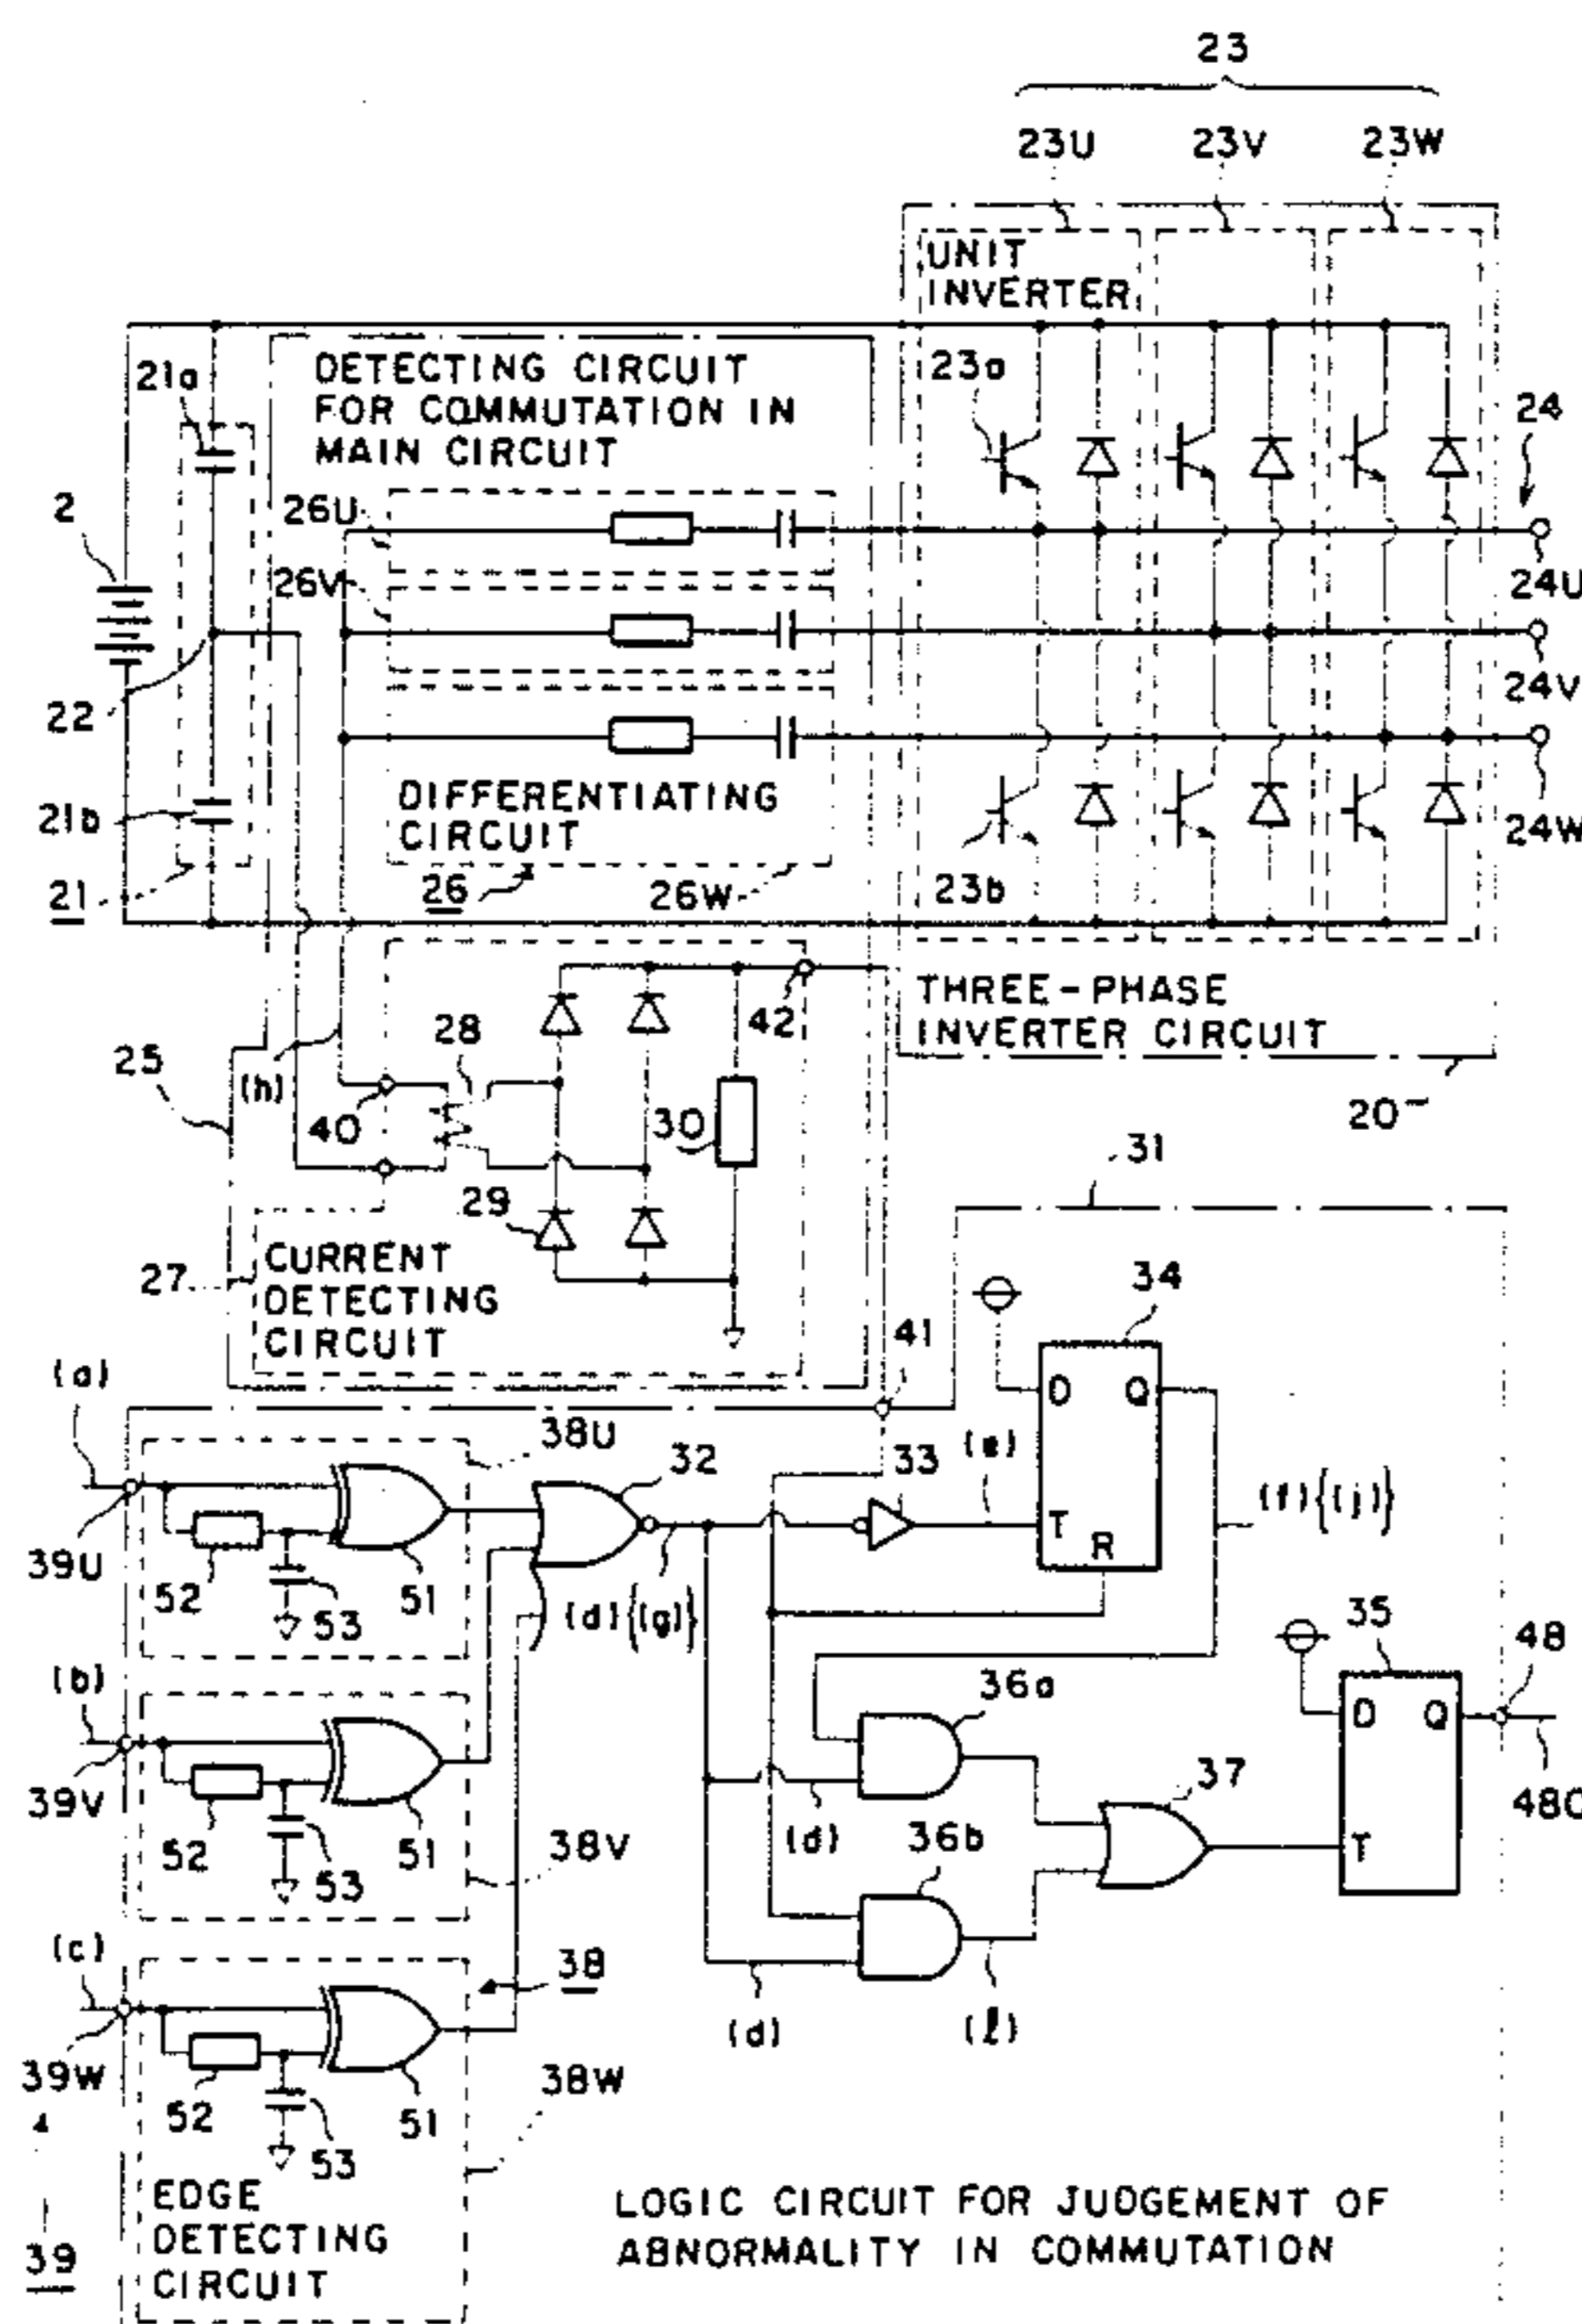 23
23U 23V 23W
UNIT
INVERTER
21a
DETECTING CIRCUIT
FOR COMMUTATION IN
MAIN CIRCUIT
23a
24
2
26U
26V
24U
22
24V
21b
DIFFERENTIATING
CIRCUIT
23b
24W
21
26
26W
THREE-PHASE
INVERTER CIRCUIT
42
28
25
(h)
40
30
20
31
29
27
CURRENT
DETECTING
CIRCUIT
34
41
(a)
D Q
38U
32
(e)
33
(f){(j)}
T
R
39U
52
53
51
(d){(g)}
35
48
(b)
36a
D Q
37
39V
52
53
51
38V
(d)
36b
T
480
(c)
38
(d)
(l)
39W
52
53
51
38W
39
EDGE
DETECTING
CIRCUIT
LOGIC CIRCUIT FOR JUDGEMENT OF
ABNORMALITY IN COMMUTATION